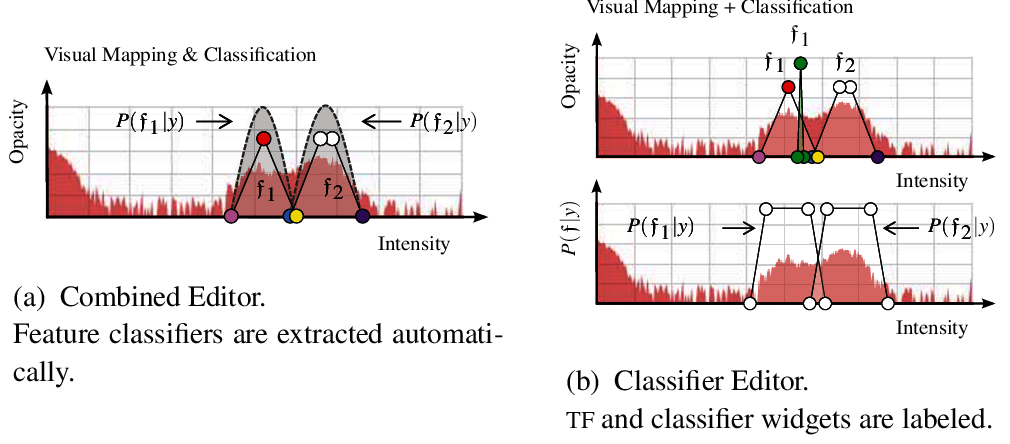 Visual Mapping & Classification
Opacity
P(𝔣1|y)
P(𝔣2|y)
𝔣1
𝔣2
Intensity
(a) Combined Editor.
Feature classifiers are extracted automati-
cally.
Visual Mapping + Classification
𝔣1
𝔣1
𝔣2
Opacity
Intensity
P(𝔣|y)
P(𝔣1|y)
P(𝔣2|y)
Intensity
(b) Classifier Editor.
TF and classifier widgets are labeled.